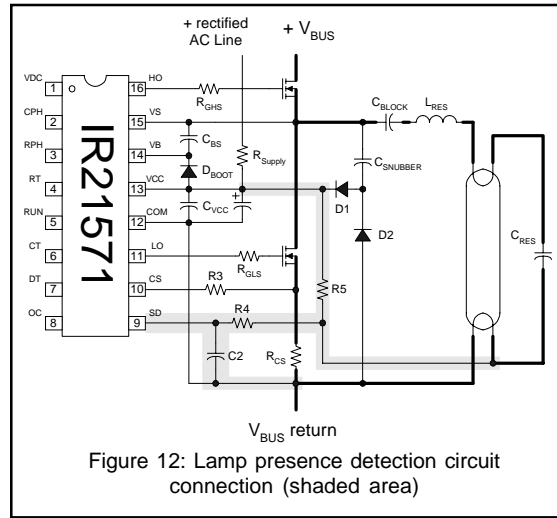 + rectified
AC Line
+ VBUS
IR21571
VDC
1
CPH
2
RPH
3
RT
4
RUN
5
CT
6
DT
7
OC
8
HO
16
VS
15
VB
14
VCC
13
COM
12
LO
11
CS
10
SD
9
RGHS
CBS
DBOOT
RSupply
CVCC
RGLS
R3
R4
C2
RCS
R5
D1
D2
CBLOCK
LRES
CSNUBBER
CRES
+
VBUS return
Figure 12: Lamp presence detection circuit
connection (shaded area)